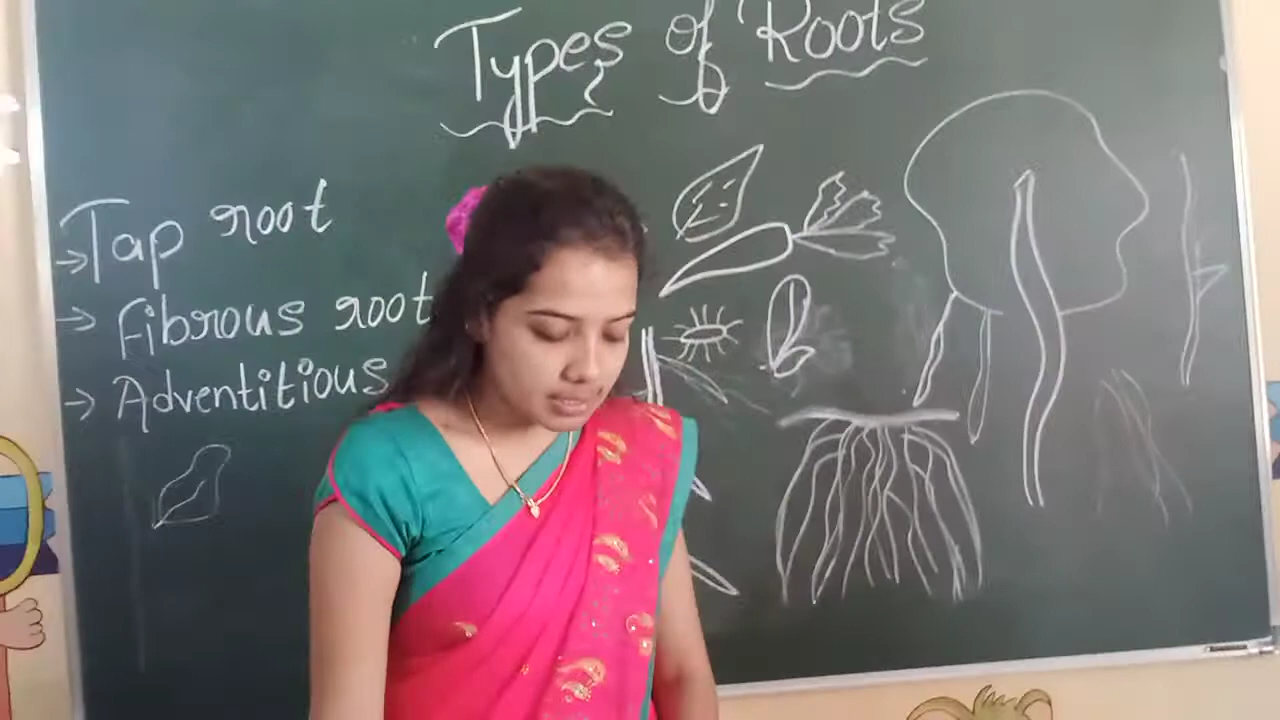 Types of Roots
→ Tap root
→ Fibrous root
→ Adventitious